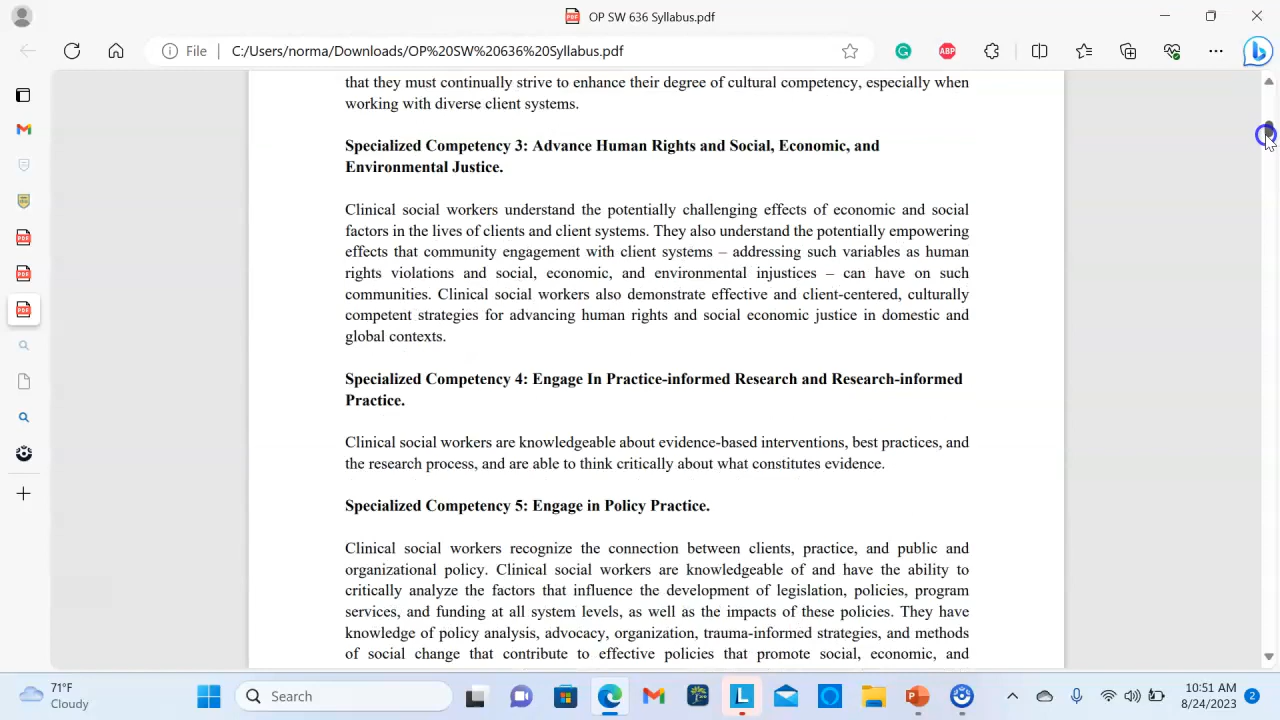 OP SW 636 Syllabus.pdf
File
C:/Users/norma/Downloads/OP%20SW%20636%20Syllabus.pdf
ABP
that they must continually strive to enhance their degree of cultural competency, especially when
working with diverse client systems.
Specialized Competency 3: Advance Human Rights and Social, Economic, and
Environmental Justice.
Clinical social workers understand the potentially challenging effects of economic and social
factors in the lives of clients and client systems. They also understand the potentially empowering
effects that community engagement with client systems – addressing such variables as human
rights violations and social, economic, and environmental injustices – can have on such
communities. Clinical social workers also demonstrate effective and client-centered, culturally
competent strategies for advancing human rights and social economic justice in domestic and
global contexts.
Specialized Competency 4: Engage In Practice-informed Research and Research-informed
Practice.
Clinical social workers are knowledgeable about evidence-based interventions, best practices, and
the research process, and are able to think critically about what constitutes evidence.
Specialized Competency 5: Engage in Policy Practice.
Clinical social workers recognize the connection between clients, practice, and public and
organizational policy. Clinical social workers are knowledgeable of and have the ability to
critically analyze the factors that influence the development of legislation, policies, program
services, and funding at all system levels, as well as the impacts of these policies. They have
knowledge of policy analysis, advocacy, organization, trauma-informed strategies, and methods
of social change that contribute to effective policies that promote social, economic, and
71°F
Cloudy
Search
10:51 AM
8/24/2023
2